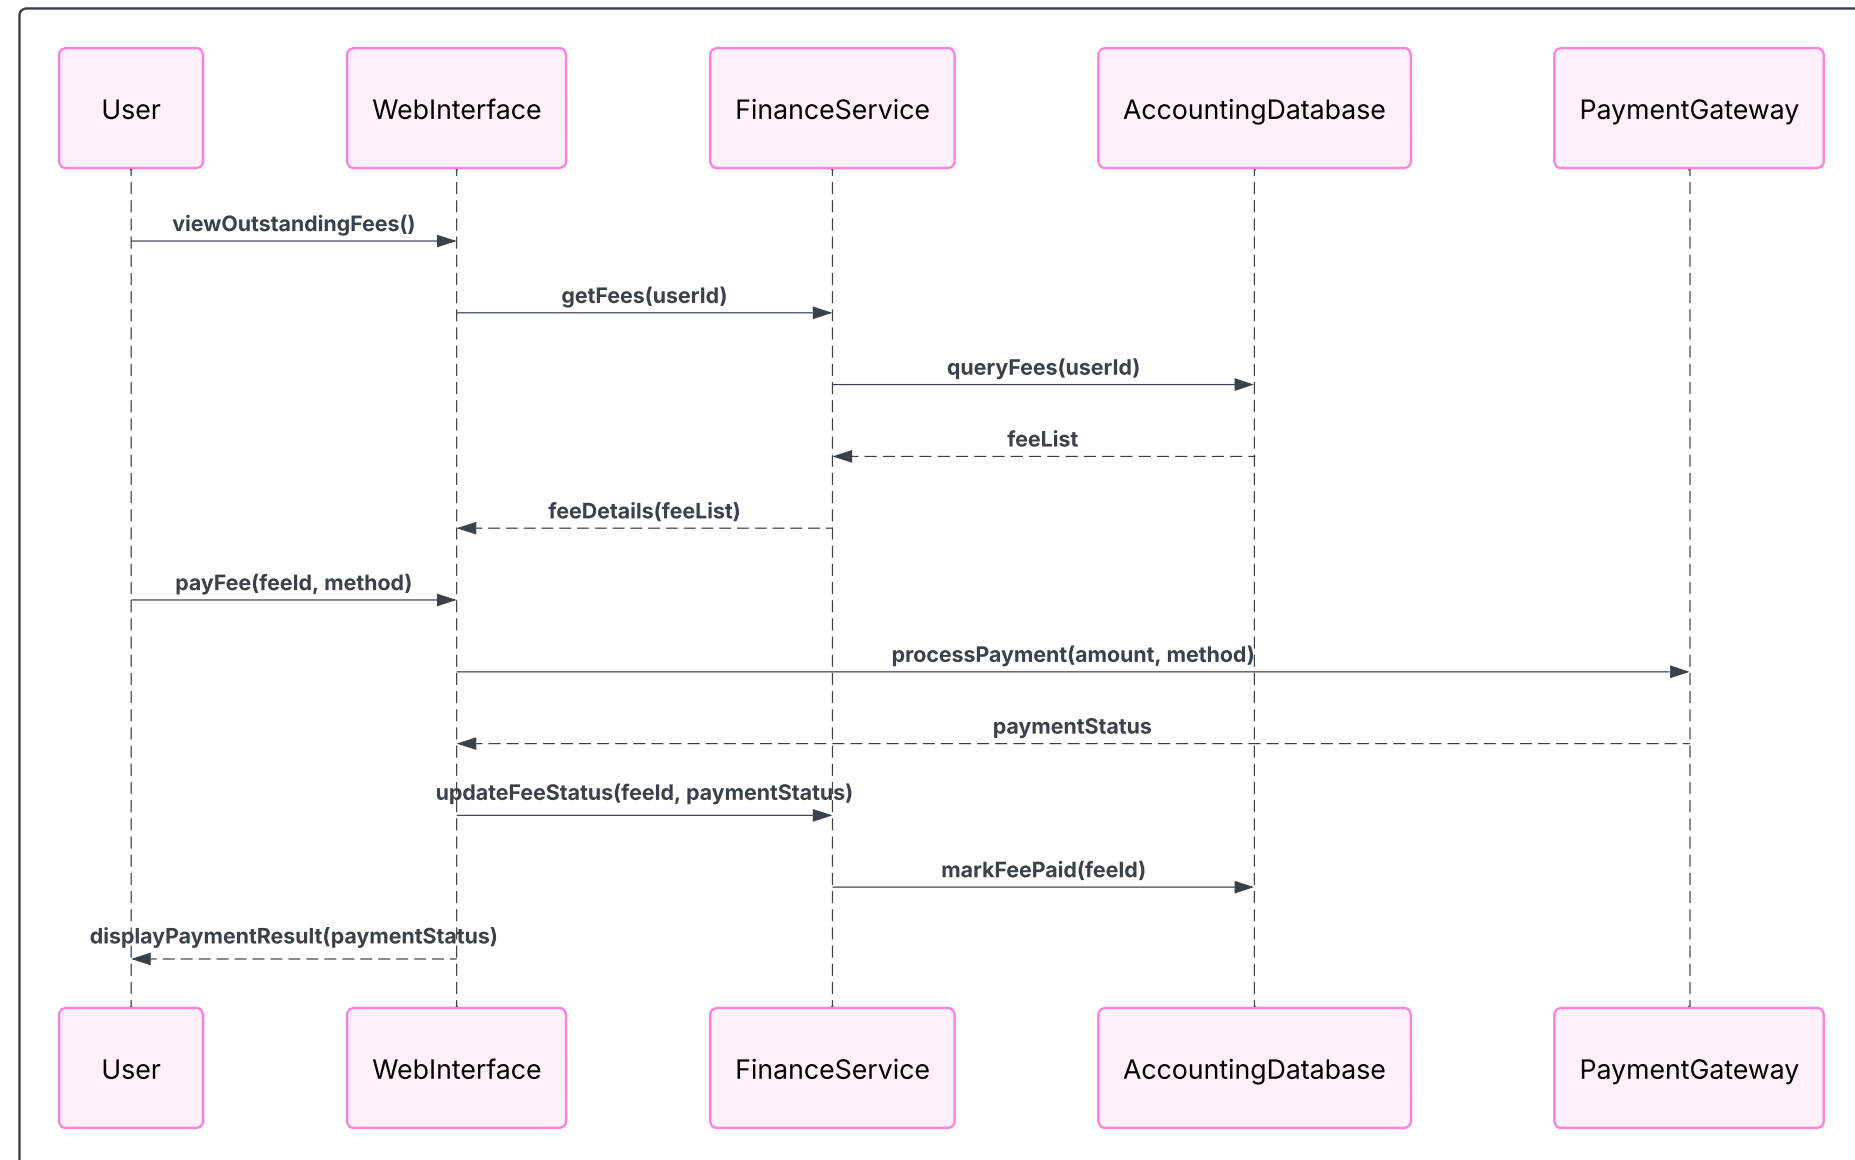 User
WebInterface
FinanceService
AccountingDatabase
PaymentGateway
viewOutstandingFees()
getFees(userId)
queryFees(userId)
feeList
feeDetails(feeList)
payFee(feeId, method)
processPayment(amount, method)
paymentStatus
updateFeeStatus(feeId, paymentStatus)
markFeePaid(feeId)
displayPaymentResult(paymentStatus)
User
WebInterface
FinanceService
AccountingDatabase
PaymentGateway